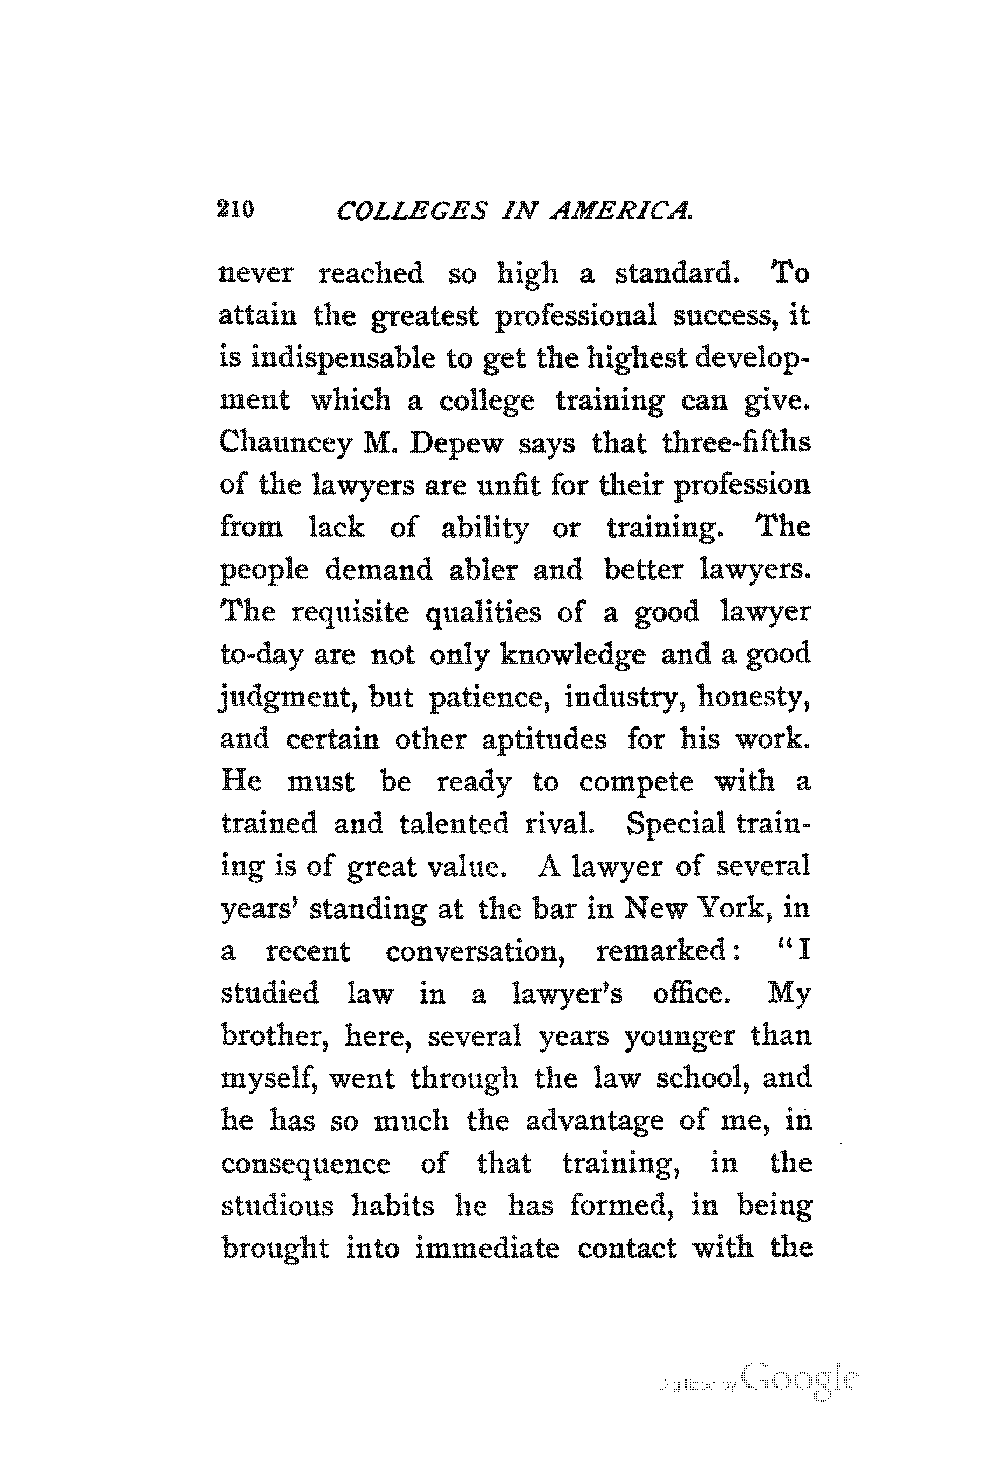 210 COLLEGES IN AMERICA.
never reached so high a standard. To
attain the greatest professional success, it
is indispensable to get the highest develop-
ment which a college training can give.
Chauncey M. Depew says that three-fifths
of the lawyers are unfit for their profession
from lack of ability or training. The
people demand abler and better lawyers.
The requisite qualities of a good lawyer
to-day are not only knowledge and a good
judgment, but patience, industry, honesty,
and certain other aptitudes for his work.
He must be ready to compete with a
trained and talented rival. Special train-
ing is of great value. A lawyer of several
years' standing at the bar in New York, in
a recent conversation, remarked: "I
studied law in a lawyer's office. My
brother, here, several years younger than
myself, went through the law school, and
he has so much the advantage of me, in
consequence of that training, in the
studious habits he has formed, in being
brought into immediate contact with the
Digitized by Google